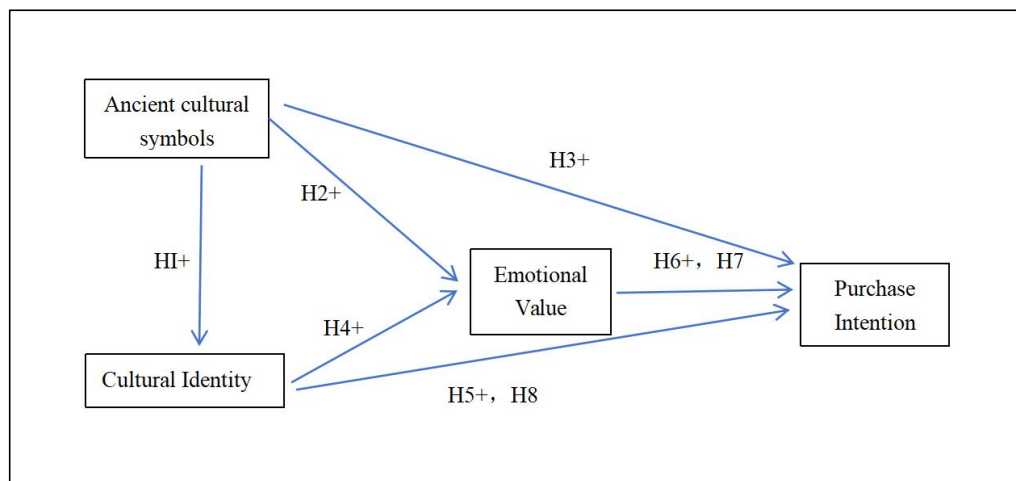 Ancient cultural
symbols
H3+
H2+
HI+
Emotional
Value
H6+，H7
Purchase
Intention
H4+
Cultural Identity
H5+，H8